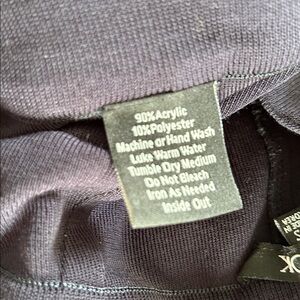 90%Acrylic
10%Polyester
Machine or Hand Wash
Luke Warm Water
Tumble Dry Medium
Do Not Bleach
Iron As Needed
Inside Out
OK